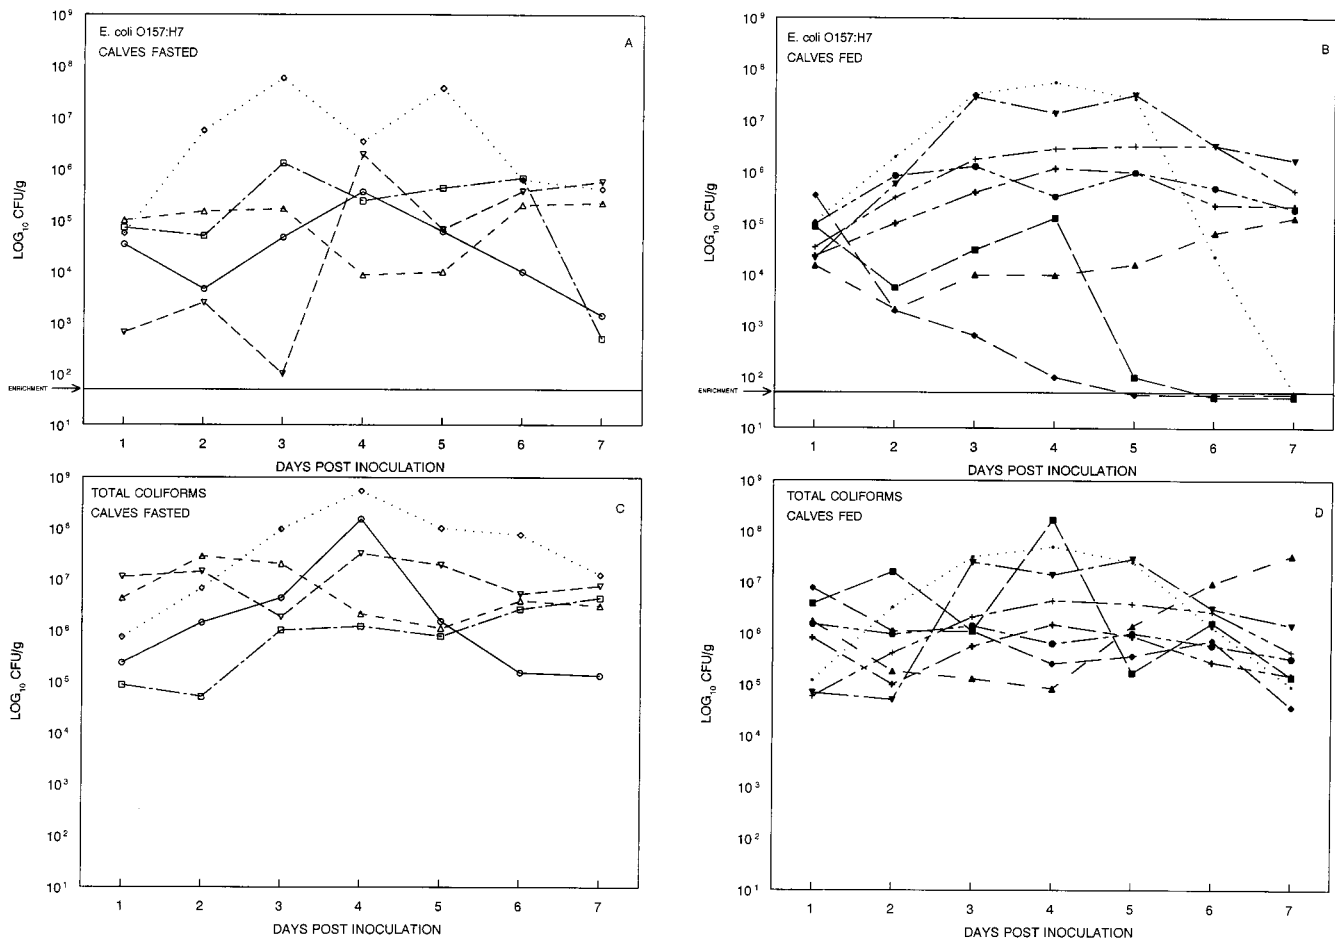 E. coli O157:H7
CALVES FASTED
A
10⁹
10⁸
10⁷
10⁶
10⁵
10⁴
10³
10²
10¹
LOG₁₀ CFU/g
ENRICHMENT
1 2 3 4 5 6 7
DAYS POST INOCULATION
E. coli O157:H7
CALVES FED
B
10⁹
10⁸
10⁷
10⁶
10⁵
10⁴
10³
10²
10¹
LOG₁₀ CFU/g
ENRICHMENT
1 2 3 4 5 6 7
DAYS POST INOCULATION
TOTAL COLIFORMS
CALVES FASTED
C
10⁹
10⁸
10⁷
10⁶
10⁵
10⁴
10³
10²
10¹
LOG₁₀ CFU/g
1 2 3 4 5 6 7
DAYS POST INOCULATION
TOTAL COLIFORMS
CALVES FED
D
10⁹
10⁸
10⁷
10⁶
10⁵
10⁴
10³
10²
10¹
LOG₁₀ CFU/g
1 2 3 4 5 6 7
DAYS POST INOCULATION